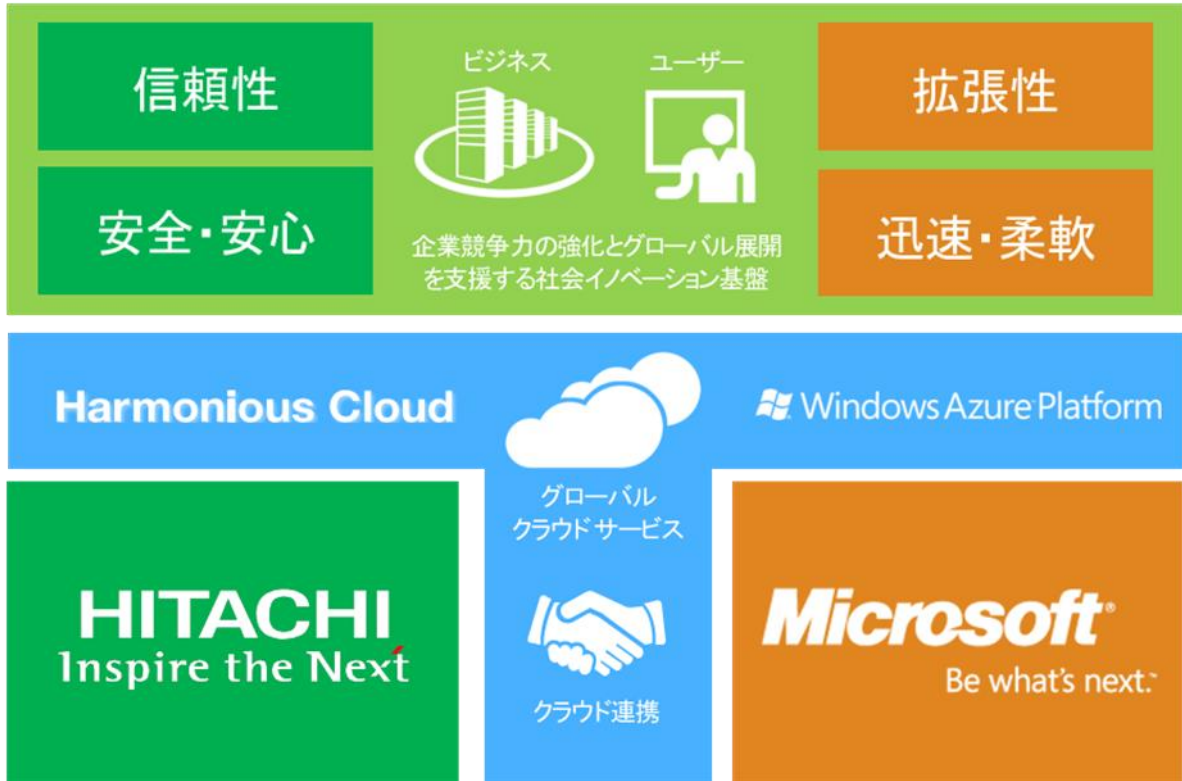 信頼性
安全・安心
ビジネス
ユーザー
企業競争力の強化とグローバル展開
を支援する社会イノベーション基盤
拡張性
迅速・柔軟
Harmonious Cloud
Windows Azure Platform
グローバル
クラウドサービス
クラウド連携
HITACHI
Inspire the Next
Microsoft®
Be what's next.™